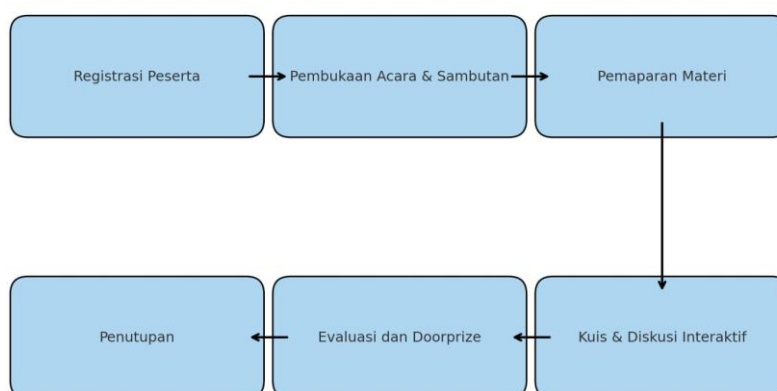 Registrasi Peserta
Pembukaan Acara & Sambutan
Pemaparan Materi
Kuis & Diskusi Interaktif
Evaluasi dan Doorprize
Penutupan